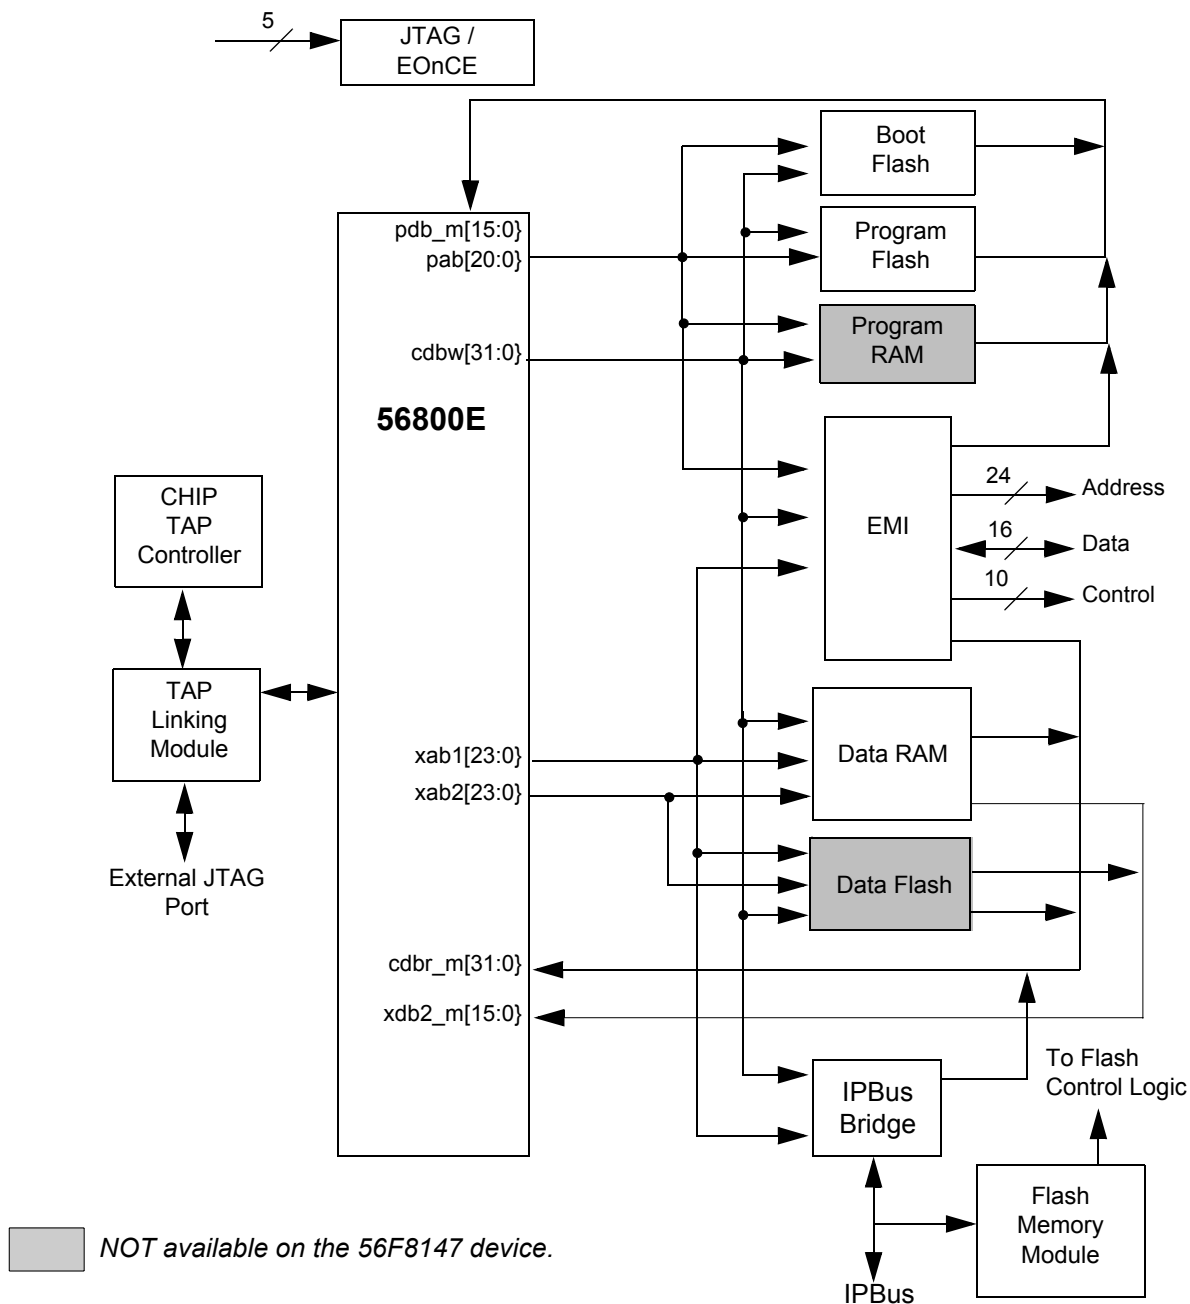 5
JTAG /
EOnCE
Boot
Flash
pdb_m[15:0}
pab[20:0}
Program
Flash
cdbw[31:0}
Program
RAM
56800E
CHIP
TAP
Controller
EMI
24
Address
16
Data
10
Control
TAP
Linking
Module
xab1[23:0}
xab2[23:0}
Data RAM
External JTAG
Port
Data Flash
cdbr_m[31:0}
xdb2_m[15:0}
To Flash
Control Logic
IPBus
Bridge
Flash
Memory
Module
NOT available on the 56F8147 device.
IPBus